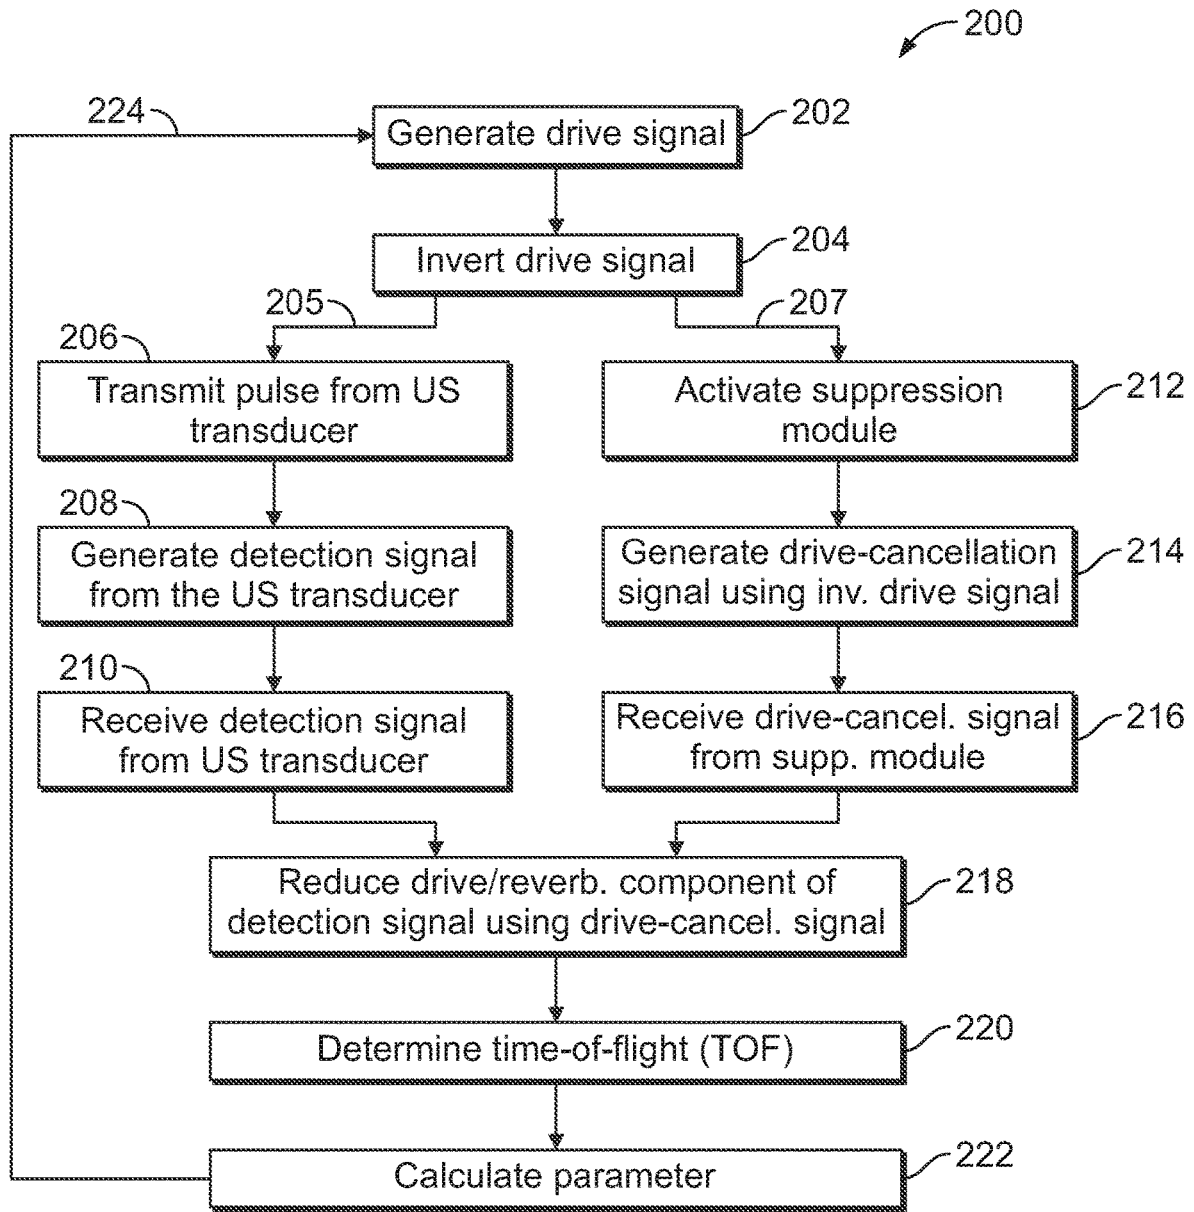 200
224
Generate drive signal
202
Invert drive signal
204
205
207
206
Transmit pulse from US
transducer
Activate suppression
module
212
208
Generate detection signal
from the US transducer
Generate drive-cancellation
signal using inv. drive signal
214
210
Receive detection signal
from US transducer
Receive drive-cancel. signal
from supp. module
216
Reduce drive/reverb. component of
detection signal using drive-cancel. signal
218
Determine time-of-flight (TOF)
220
Calculate parameter
222